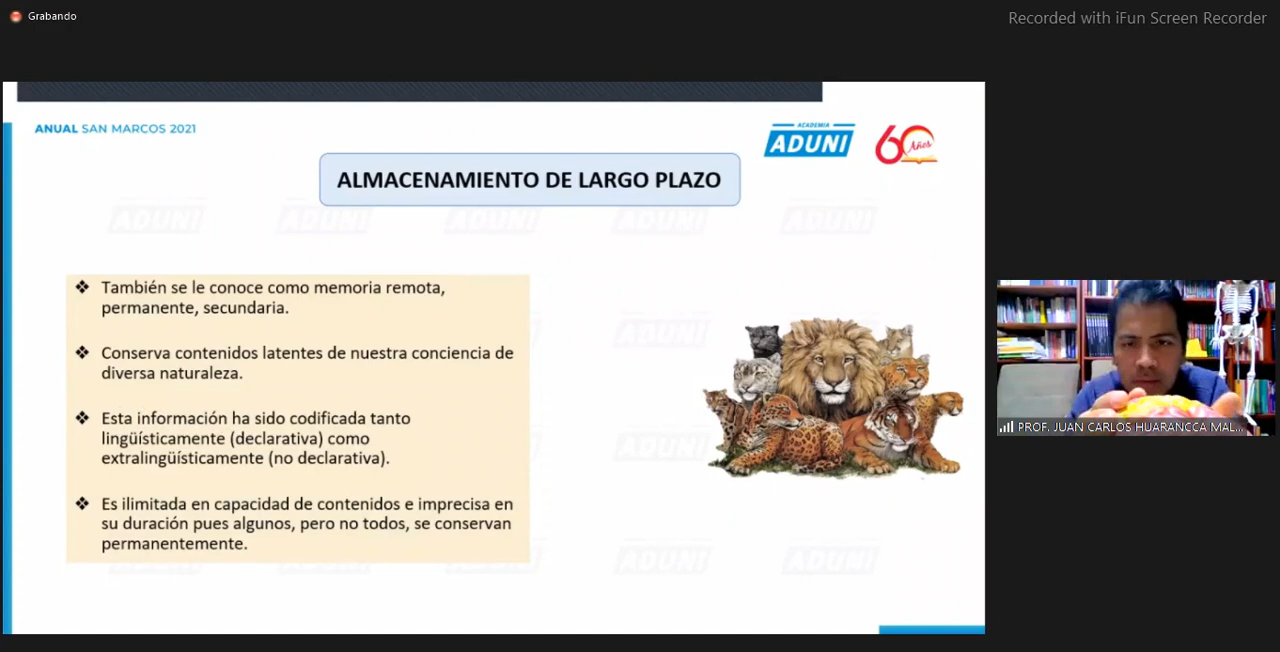 Grabando
Recorded with iFun Screen Recorder
ANUAL SAN MARCOS 2021
ACADEMIA
ADUNI
60
Años
ALMACENAMIENTO DE LARGO PLAZO
❖ También se le conoce como memoria remota,
permanente, secundaria.
❖ Conserva contenidos latentes de nuestra conciencia de
diversa naturaleza.
❖ Esta información ha sido codificada tanto
lingüísticamente (declarativa) como
extralingüísticamente (no declarativa).
❖ Es ilimitada en capacidad de contenidos e imprecisa en
su duración pues algunos, pero no todos, se conservan
permanentemente.
PROF. JUAN CARLOS HUARANCCA MAL...